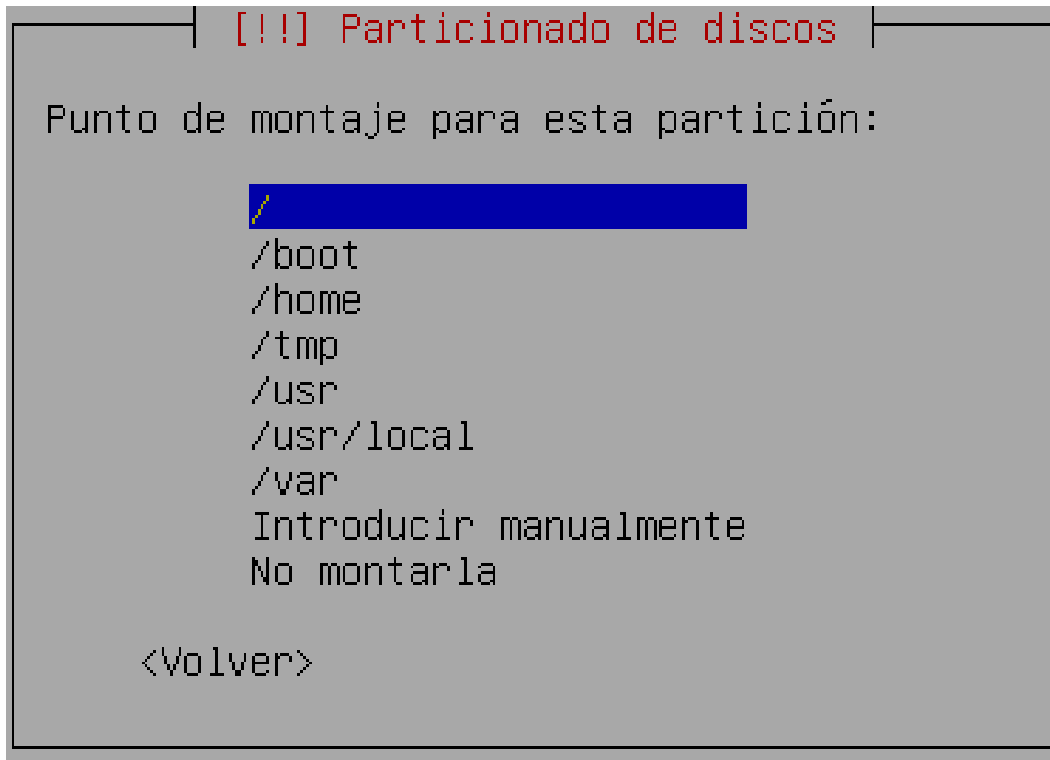 [!!] Particionado de discos
Punto de montaje para esta partición:
/
/boot
/home
/tmp
/usr
/usr/local
/var
Introducir manualmente
No montarla
<Volver>